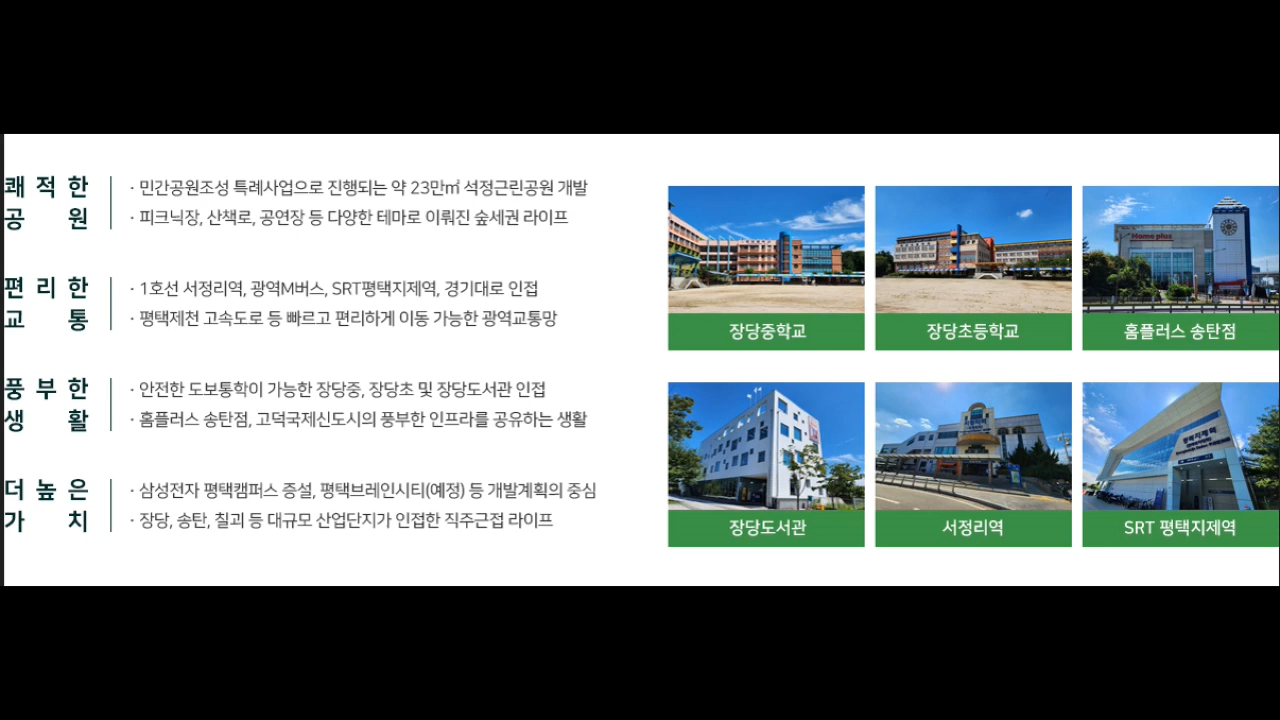 쾌적한
공원
· 민간공원조성 특례사업으로 진행되는 약 23만㎡ 석정근린공원 개발
· 피크닉장, 산책로, 공연장 등 다양한 테마로 이뤄진 숲세권 라이프
편리한
교통
· 1호선 서정리역, 광역M버스, SRT평택지제역, 경기대로 인접
· 평택제천 고속도로 등 빠르고 편리하게 이동 가능한 광역교통망
풍부한
생활
· 안전한 도보통학이 가능한 장당중, 장당초 및 장당도서관 인접
· 홈플러스 송탄점, 고덕국제신도시의 풍부한 인프라를 공유하는 생활
더높은
가치
· 삼성전자 평택캠퍼스 증설, 평택브레인시티(예정) 등 개발계획의 중심
· 장당, 송탄, 칠괴 등 대규모 산업단지가 인접한 직주근접 라이프
장당중학교
장당초등학교
Home plus
홈플러스 송탄점
장당도서관
서정리역
평택지제역
SRT 평택지제역